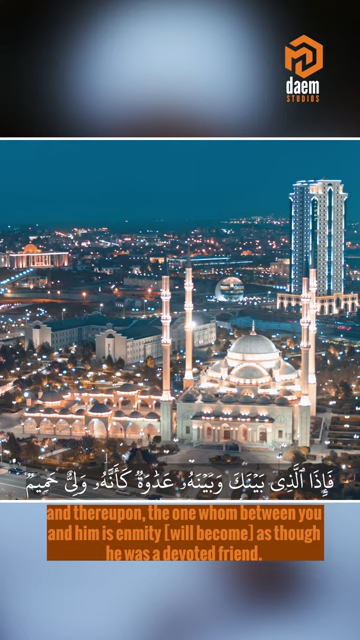 daem
STUDIOS
فَإِذَا ٱلَّذِى بَيْنَكَ وَبَيْنَهُۥ عَدَٰوَةٌ كَأَنَّهُۥ وَلِىٌّ حَمِيمٌ
and thereupon, the one whom between you
and him is enmity [will become] as though
he was a devoted friend.